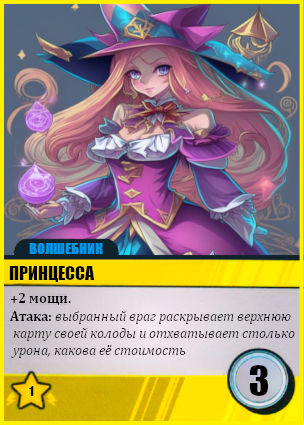 ВОЛШЕБНИК
ПРИНЦЕССА
+2 мощи.
Атака: выбранный враг раскрывает верхнюю
карту своей колоды и отхватывает столько
урона, какова её стоимость
1
3